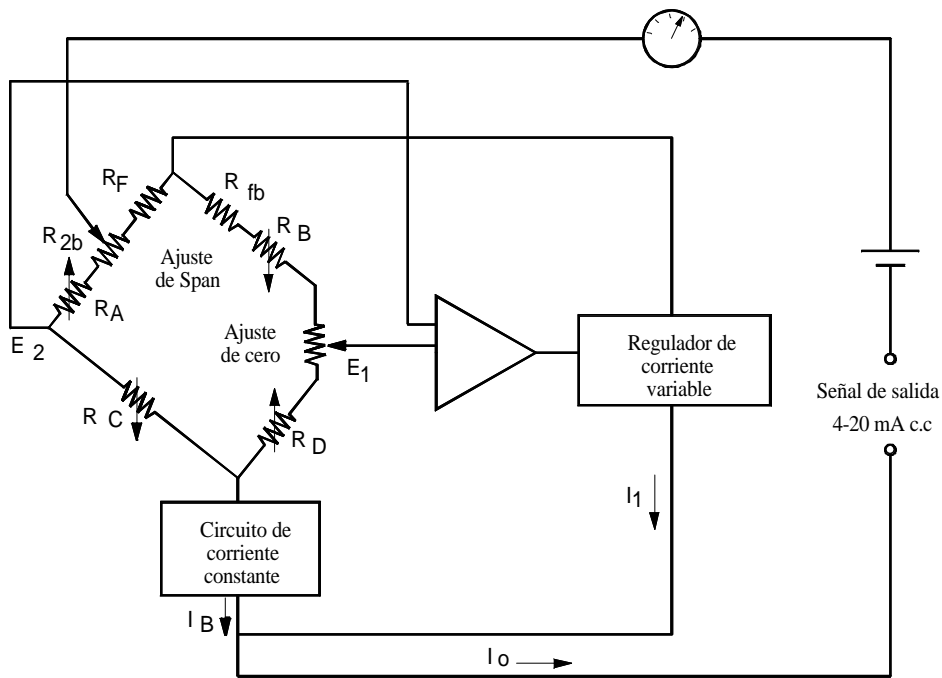 R F
R fb
R B
R 2b
Ajuste
de Span
R A
E 2
Ajuste
de cero
E 1
R C
R D
Regulador de
corriente
variable
Señal de salida
4-20 mA c.c
I 1
Circuito de
corriente
constante
I B
I o